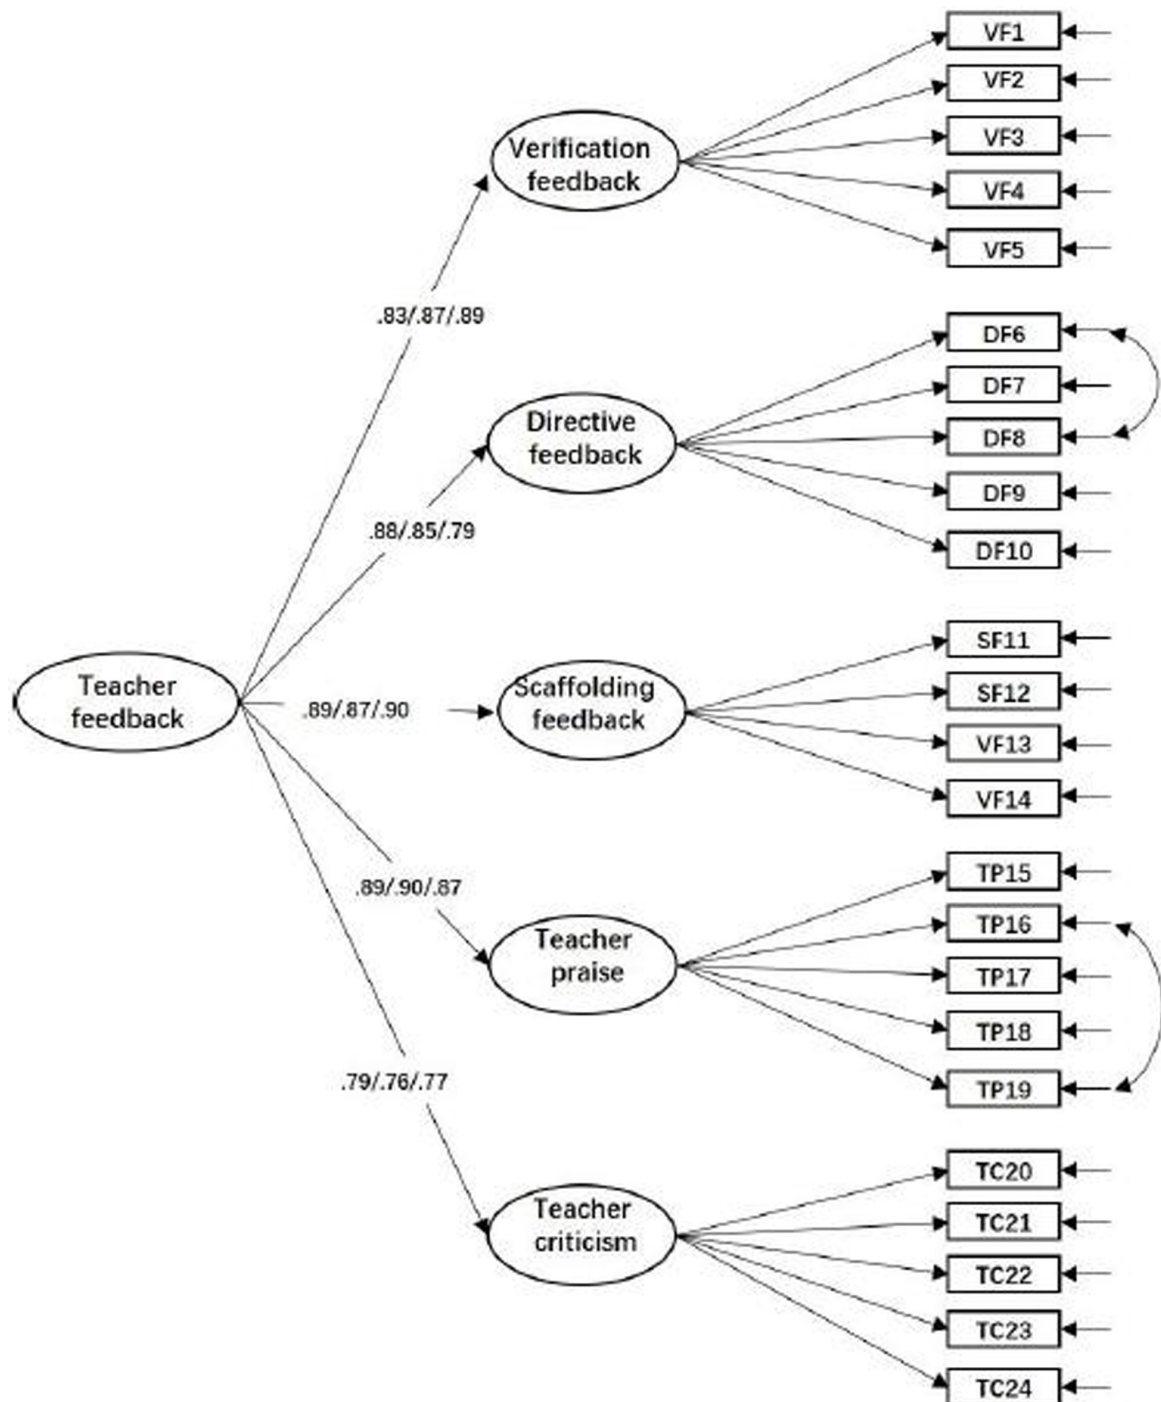 VF1
VF2
Verification
feedback
VF3
VF4
VF5
.83/.87/.89
DF6
DF7
Directive
feedback
DF8
DF9
.88/.85/.79
DF10
SF11
Teacher
feedback
Scaffolding
feedback
SF12
.89/.87/.90
VF13
VF14
TP15
.89/.90/.87
TP16
Teacher
praise
TP17
TP18
TP19
.79/.76/.77
TC20
Teacher
criticism
TC21
TC22
TC23
TC24